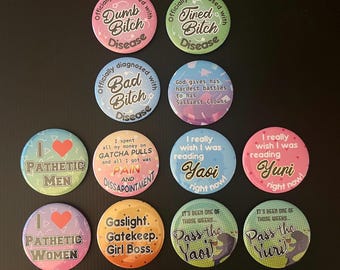 Officially diagnosed with
Dumb
Bitch
Disease
Officially diagnosed with
Tired
Bitch
Disease
Officially diagnosed with
Bad
Bitch
Disease
God gives his
hardest battles
to his
Silliest Clowns
I ❤
PATHETIC
MEN
I spent
all my money on
GATCHA PULLS
and all I got was
PAIN
AND
DISSAPOINTMENT
I really
wish I was
reading
Yaoi
right now!
I really
wish I was
reading
Yuri
right now!
I ❤
PATHETIC
WOMEN
Gaslight.
Gatekeep.
Girl Boss.
IT'S BEEN ONE OF
THOSE WEEKS...
Pass the
Yaoi
IT'S BEEN ONE OF
THOSE WEEKS...
Pass the
Yuri